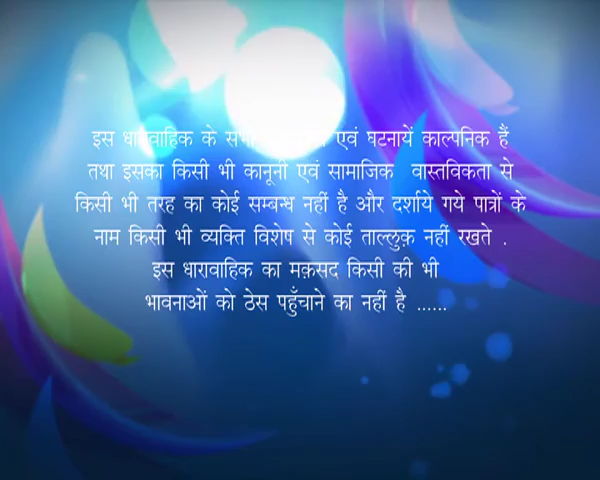 इस धारावाहिक के सभी एवं घटनायें काल्पनिक हैं
तथा इसका किसी भी कानूनी एवं सामाजिक वास्तविकता से
किसी भी तरह का कोई सम्बन्ध नहीं है और दर्शाये गये पात्रों के
नाम किसी भी व्यक्ति विशेष से कोई ताल्लुक़ नहीं रखते .
इस धारावाहिक का मक़सद किसी की भी
भावनाओं को ठेस पहुँचाने का नहीं है ......